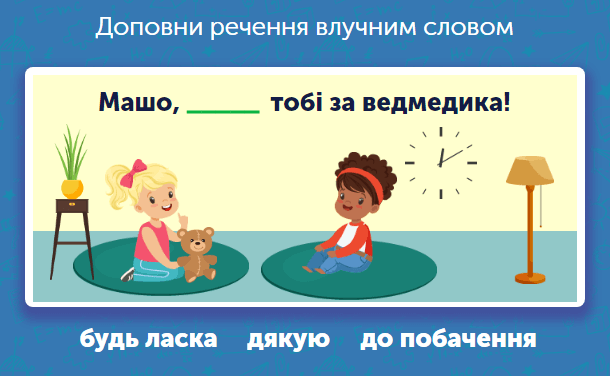 Доповни речення влучним словом
Машо, ______ тобі за ведмедика!
будь ласка дякую до побачення